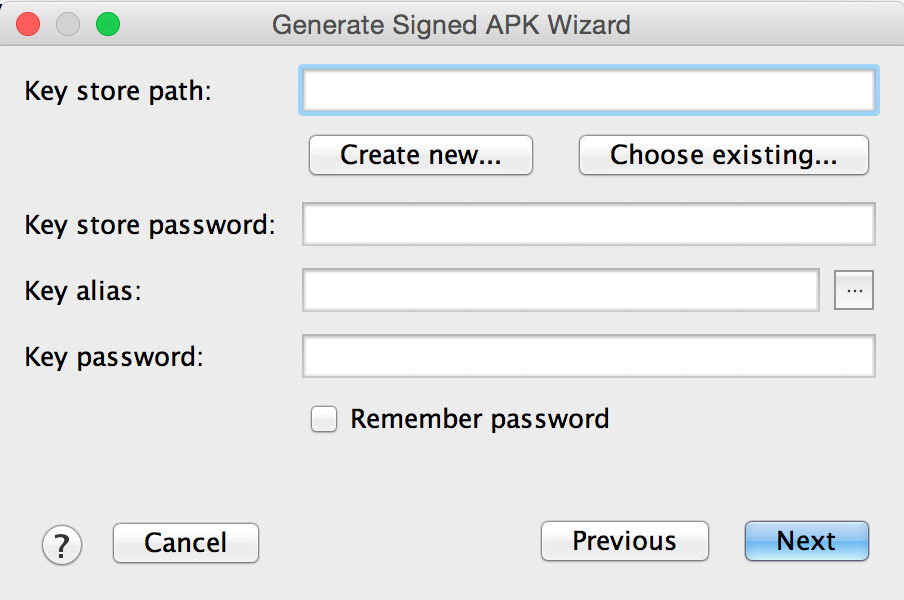 Generate Signed APK Wizard
Key store path:
Create new... Choose existing...
Key store password:
Key alias:
...
Key password:
Remember password
? Cancel Previous Next